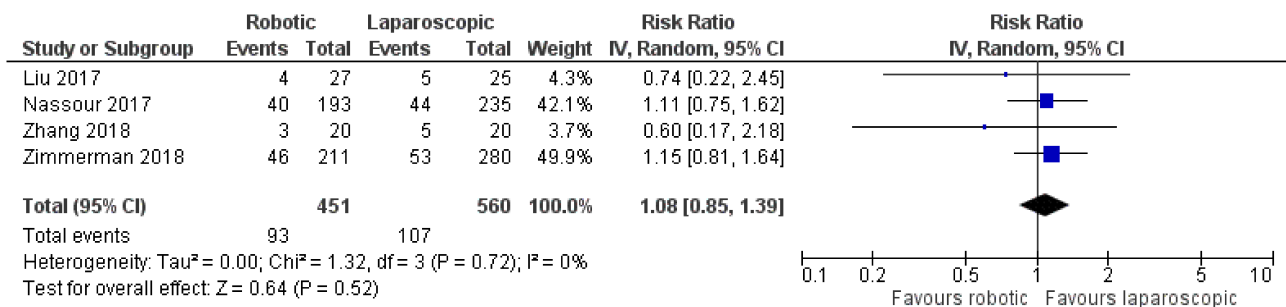 Robotic Laparoscopic Risk Ratio Risk Ratio
Study or Subgroup Events Total Events Total Weight IV, Random, 95% CI IV, Random, 95% CI
Liu 2017 4 27 5 25 4.3% 0.74 [0.22, 2.45]
Nassour 2017 40 193 44 235 42.1% 1.11 [0.75, 1.62]
Zhang 2018 3 20 5 20 3.7% 0.60 [0.17, 2.18]
Zimmerman 2018 46 211 53 280 49.9% 1.15 [0.81, 1.64]
Total (95% CI) 451 560 100.0% 1.08 [0.85, 1.39]
Total events 93 107
Heterogeneity: Tau² = 0.00; Chi² = 1.32, df = 3 (P = 0.72); I² = 0%
Test for overall effect: Z = 0.64 (P = 0.52)
0.1 0.2 0.5 1 2 5 10
Favours robotic Favours laparoscopic